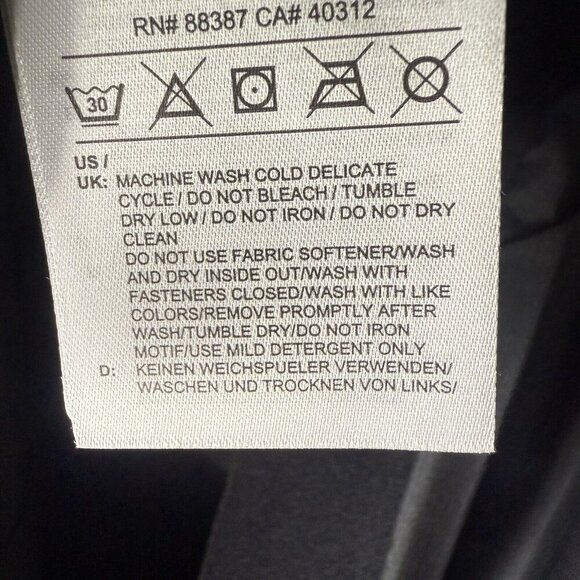 RN# 88387 CA# 40312
30
US /
UK: MACHINE WASH COLD DELICATE
CYCLE / DO NOT BLEACH / TUMBLE
DRY LOW / DO NOT IRON / DO NOT DRY
CLEAN
DO NOT USE FABRIC SOFTENER/WASH
AND DRY INSIDE OUT/WASH WITH
FASTENERS CLOSED/WASH WITH LIKE
COLORS/REMOVE PROMPTLY AFTER
WASH/TUMBLE DRY/DO NOT IRON
MOTIF/USE MILD DETERGENT ONLY
D: KEINEN WEICHSPUELER VERWENDEN/
WASCHEN UND TROCKNEN VON LINKS/